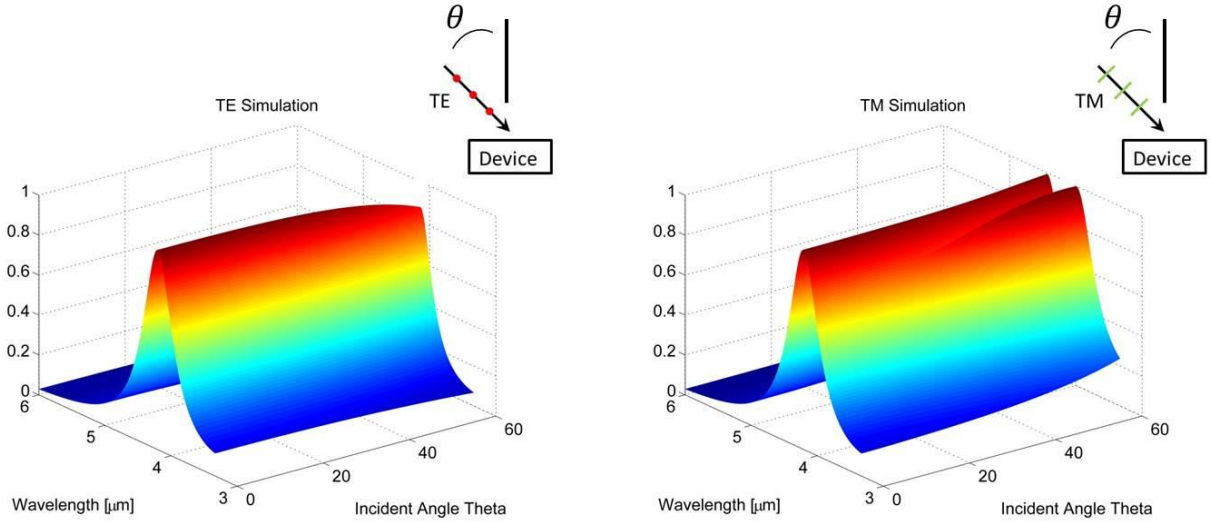 θ
TE
TE Simulation
Device
1
0.8
0.6
0.4
0.2
0
6
5
4
3
0
20
40
60
Wavelength [μm]
Incident Angle Theta
θ
TM
TM Simulation
Device
1
0.8
0.6
0.4
0.2
0
6
5
4
3
0
20
40
60
Wavelength [μm]
Incident Angle Theta